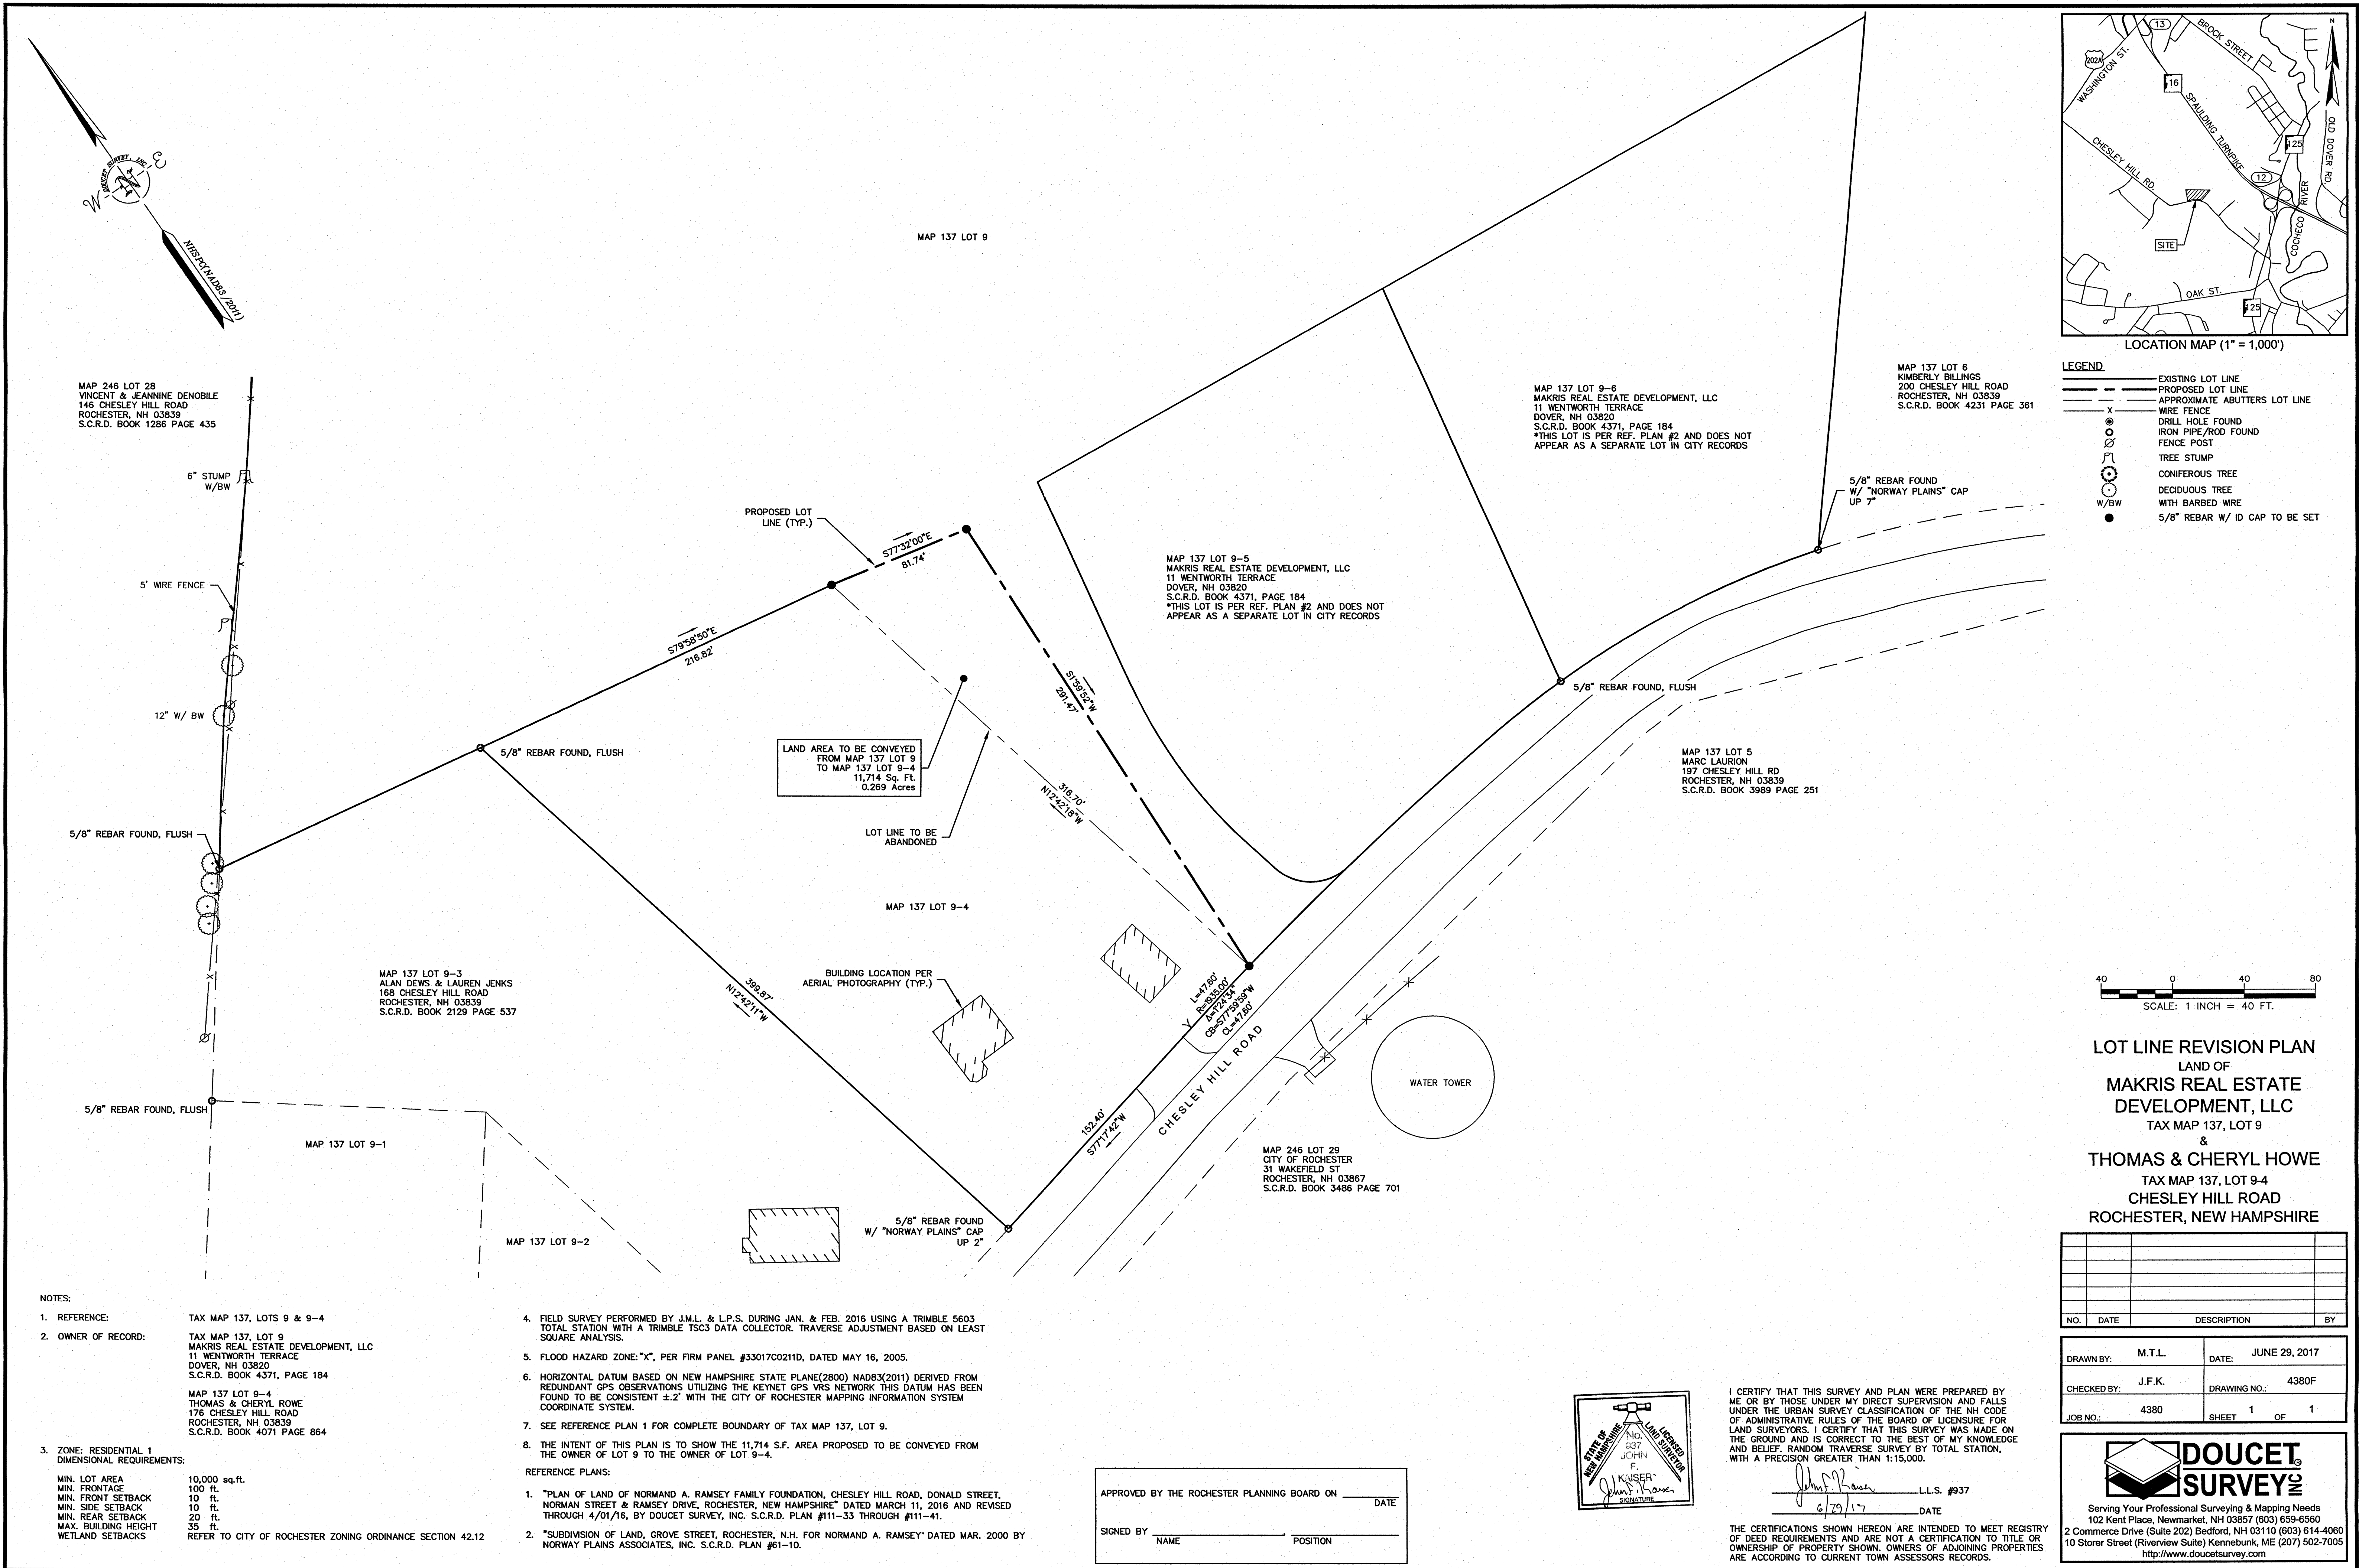 DOUCET SURVEY, INC
N
W
E
NHSPC(NAD83/2011)
MAP 137 LOT 9
MAP 246 LOT 28
VINCENT & JEANNINE DENOBILE
146 CHESLEY HILL ROAD
ROCHESTER, NH 03839
S.C.R.D. BOOK 1286 PAGE 435
6" STUMP
W/BW
5' WIRE FENCE
12" W/ BW
5/8" REBAR FOUND, FLUSH
5/8" REBAR FOUND, FLUSH
PROPOSED LOT
LINE (TYP.)
S77°32'00"E
81.74'
S79°58'50"E
216.82'
5/8" REBAR FOUND, FLUSH
LAND AREA TO BE CONVEYED
FROM MAP 137 LOT 9
TO MAP 137 LOT 9-4
11,714 Sq. Ft.
0.269 Acres
LOT LINE TO BE
ABANDONED
S1°59'52"W
291.47'
316.70'
N12°42'18"W
MAP 137 LOT 9-5
MAKRIS REAL ESTATE DEVELOPMENT, LLC
11 WENTWORTH TERRACE
DOVER, NH 03820
S.C.R.D. BOOK 4371, PAGE 184
*THIS LOT IS PER REF. PLAN #2 AND DOES NOT
APPEAR AS A SEPARATE LOT IN CITY RECORDS
MAP 137 LOT 9-6
MAKRIS REAL ESTATE DEVELOPMENT, LLC
11 WENTWORTH TERRACE
DOVER, NH 03820
S.C.R.D. BOOK 4371, PAGE 184
*THIS LOT IS PER REF. PLAN #2 AND DOES NOT
APPEAR AS A SEPARATE LOT IN CITY RECORDS
MAP 137 LOT 6
KIMBERLY BILLINGS
200 CHESLEY HILL ROAD
ROCHESTER, NH 03839
S.C.R.D. BOOK 4231 PAGE 361
5/8" REBAR FOUND
W/ "NORWAY PLAINS" CAP
UP 7"
5/8" REBAR FOUND, FLUSH
MAP 137 LOT 5
MARC LAURION
197 CHESLEY HILL RD
ROCHESTER, NH 03839
S.C.R.D. BOOK 3989 PAGE 251
MAP 137 LOT 9-4
BUILDING LOCATION PER
AERIAL PHOTOGRAPHY (TYP.)
MAP 137 LOT 9-3
ALAN DEWS & LAUREN JENKS
168 CHESLEY HILL ROAD
ROCHESTER, NH 03839
S.C.R.D. BOOK 2129 PAGE 537
399.87'
N12°42'11"W
L=47.60'
R=1935.00'
Δ=1°24'34"
CB=S77°59'59"W
CL=47.60'
152.40'
S77°17'42"W
CHESLEY HILL ROAD
WATER TOWER
MAP 246 LOT 29
CITY OF ROCHESTER
31 WAKEFIELD ST
ROCHESTER, NH 03867
S.C.R.D. BOOK 3486 PAGE 701
MAP 137 LOT 9-1
MAP 137 LOT 9-2
5/8" REBAR FOUND
W/ "NORWAY PLAINS" CAP
UP 2"
NOTES:
1. REFERENCE: TAX MAP 137, LOTS 9 & 9-4
2. OWNER OF RECORD: TAX MAP 137, LOT 9
MAKRIS REAL ESTATE DEVELOPMENT, LLC
11 WENTWORTH TERRACE
DOVER, NH 03820
S.C.R.D. BOOK 4371, PAGE 184
MAP 137 LOT 9-4
THOMAS & CHERYL ROWE
176 CHESLEY HILL ROAD
ROCHESTER, NH 03839
S.C.R.D. BOOK 4071 PAGE 864
3. ZONE: RESIDENTIAL 1
DIMENSIONAL REQUIREMENTS:
MIN. LOT AREA 10,000 sq.ft.
MIN. FRONTAGE 100 ft.
MIN. FRONT SETBACK 10 ft.
MIN. SIDE SETBACK 10 ft.
MIN. REAR SETBACK 20 ft.
MAX. BUILDING HEIGHT 35 ft.
WETLAND SETBACKS REFER TO CITY OF ROCHESTER ZONING ORDINANCE SECTION 42.12
4. FIELD SURVEY PERFORMED BY J.M.L. & L.P.S. DURING JAN. & FEB. 2016 USING A TRIMBLE 5603
TOTAL STATION WITH A TRIMBLE TSC3 DATA COLLECTOR. TRAVERSE ADJUSTMENT BASED ON LEAST
SQUARE ANALYSIS.
5. FLOOD HAZARD ZONE:"X", PER FIRM PANEL #33017C0211D, DATED MAY 16, 2005.
6. HORIZONTAL DATUM BASED ON NEW HAMPSHIRE STATE PLANE(2800) NAD83(2011) DERIVED FROM
REDUNDANT GPS OBSERVATIONS UTILIZING THE KEYNET GPS VRS NETWORK THIS DATUM HAS BEEN
FOUND TO BE CONSISTENT ±.2' WITH THE CITY OF ROCHESTER MAPPING INFORMATION SYSTEM
COORDINATE SYSTEM.
7. SEE REFERENCE PLAN 1 FOR COMPLETE BOUNDARY OF TAX MAP 137, LOT 9.
8. THE INTENT OF THIS PLAN IS TO SHOW THE 11,714 S.F. AREA PROPOSED TO BE CONVEYED FROM
THE OWNER OF LOT 9 TO THE OWNER OF LOT 9-4.
REFERENCE PLANS:
1. "PLAN OF LAND OF NORMAND A. RAMSEY FAMILY FOUNDATION, CHESLEY HILL ROAD, DONALD STREET,
NORMAN STREET & RAMSEY DRIVE, ROCHESTER, NEW HAMPSHIRE" DATED MARCH 11, 2016 AND REVISED
THROUGH 4/01/16, BY DOUCET SURVEY, INC. S.C.R.D. PLAN #111-33 THROUGH #111-41.
2. "SUBDIVISION OF LAND, GROVE STREET, ROCHESTER, N.H. FOR NORMAND A. RAMSEY" DATED MAR. 2000 BY
NORWAY PLAINS ASSOCIATES, INC. S.C.R.D. PLAN #61-10.
APPROVED BY THE ROCHESTER PLANNING BOARD ON
DATE
SIGNED BY
NAME POSITION
STATE OF NEW HAMPSHIRE
LICENSED LAND SURVEYOR
No.
937
JOHN
F.
KAISER
John F. Kaiser
SIGNATURE
I CERTIFY THAT THIS SURVEY AND PLAN WERE PREPARED BY
ME OR BY THOSE UNDER MY DIRECT SUPERVISION AND FALLS
UNDER THE URBAN SURVEY CLASSIFICATION OF THE NH CODE
OF ADMINISTRATIVE RULES OF THE BOARD OF LICENSURE FOR
LAND SURVEYORS. I CERTIFY THAT THIS SURVEY WAS MADE ON
THE GROUND AND IS CORRECT TO THE BEST OF MY KNOWLEDGE
AND BELIEF. RANDOM TRAVERSE SURVEY BY TOTAL STATION,
WITH A PRECISION GREATER THAN 1:15,000.
John F. Kaiser L.L.S. #937
6/29/17 DATE
THE CERTIFICATIONS SHOWN HEREON ARE INTENDED TO MEET REGISTRY
OF DEED REQUIREMENTS AND ARE NOT A CERTIFICATION TO TITLE OR
OWNERSHIP OF PROPERTY SHOWN. OWNERS OF ADJOINING PROPERTIES
ARE ACCORDING TO CURRENT TOWN ASSESSORS RECORDS.
N
13
BROCK STREET
202A
WASHINGTON ST.
16
SPAULDING TURNPIKE
OLD DOVER RD.
125
CHESLEY HILL RD.
12
COCHECO RIVER
SITE
OAK ST.
125
LOCATION MAP (1" = 1,000')
LEGEND
EXISTING LOT LINE
PROPOSED LOT LINE
APPROXIMATE ABUTTERS LOT LINE
X WIRE FENCE
DRILL HOLE FOUND
IRON PIPE/ROD FOUND
FENCE POST
TREE STUMP
CONIFEROUS TREE
DECIDUOUS TREE
W/BW WITH BARBED WIRE
5/8" REBAR W/ ID CAP TO BE SET
40 0 40 80
SCALE: 1 INCH = 40 FT.
LOT LINE REVISION PLAN
LAND OF
MAKRIS REAL ESTATE
DEVELOPMENT, LLC
TAX MAP 137, LOT 9
&
THOMAS & CHERYL HOWE
TAX MAP 137, LOT 9-4
CHESLEY HILL ROAD
ROCHESTER, NEW HAMPSHIRE
NO. DATE DESCRIPTION BY
DRAWN BY: M.T.L. DATE: JUNE 29, 2017
CHECKED BY: J.F.K. DRAWING NO.: 4380F
JOB NO.: 4380 SHEET 1 OF 1
DOUCET
SURVEY INC
®
Serving Your Professional Surveying & Mapping Needs
102 Kent Place, Newmarket, NH 03857 (603) 659-6560
2 Commerce Drive (Suite 202) Bedford, NH 03110 (603) 614-4060
10 Storer Street (Riverview Suite) Kennebunk, ME (207) 502-7005
http://www.doucetsurvey.com